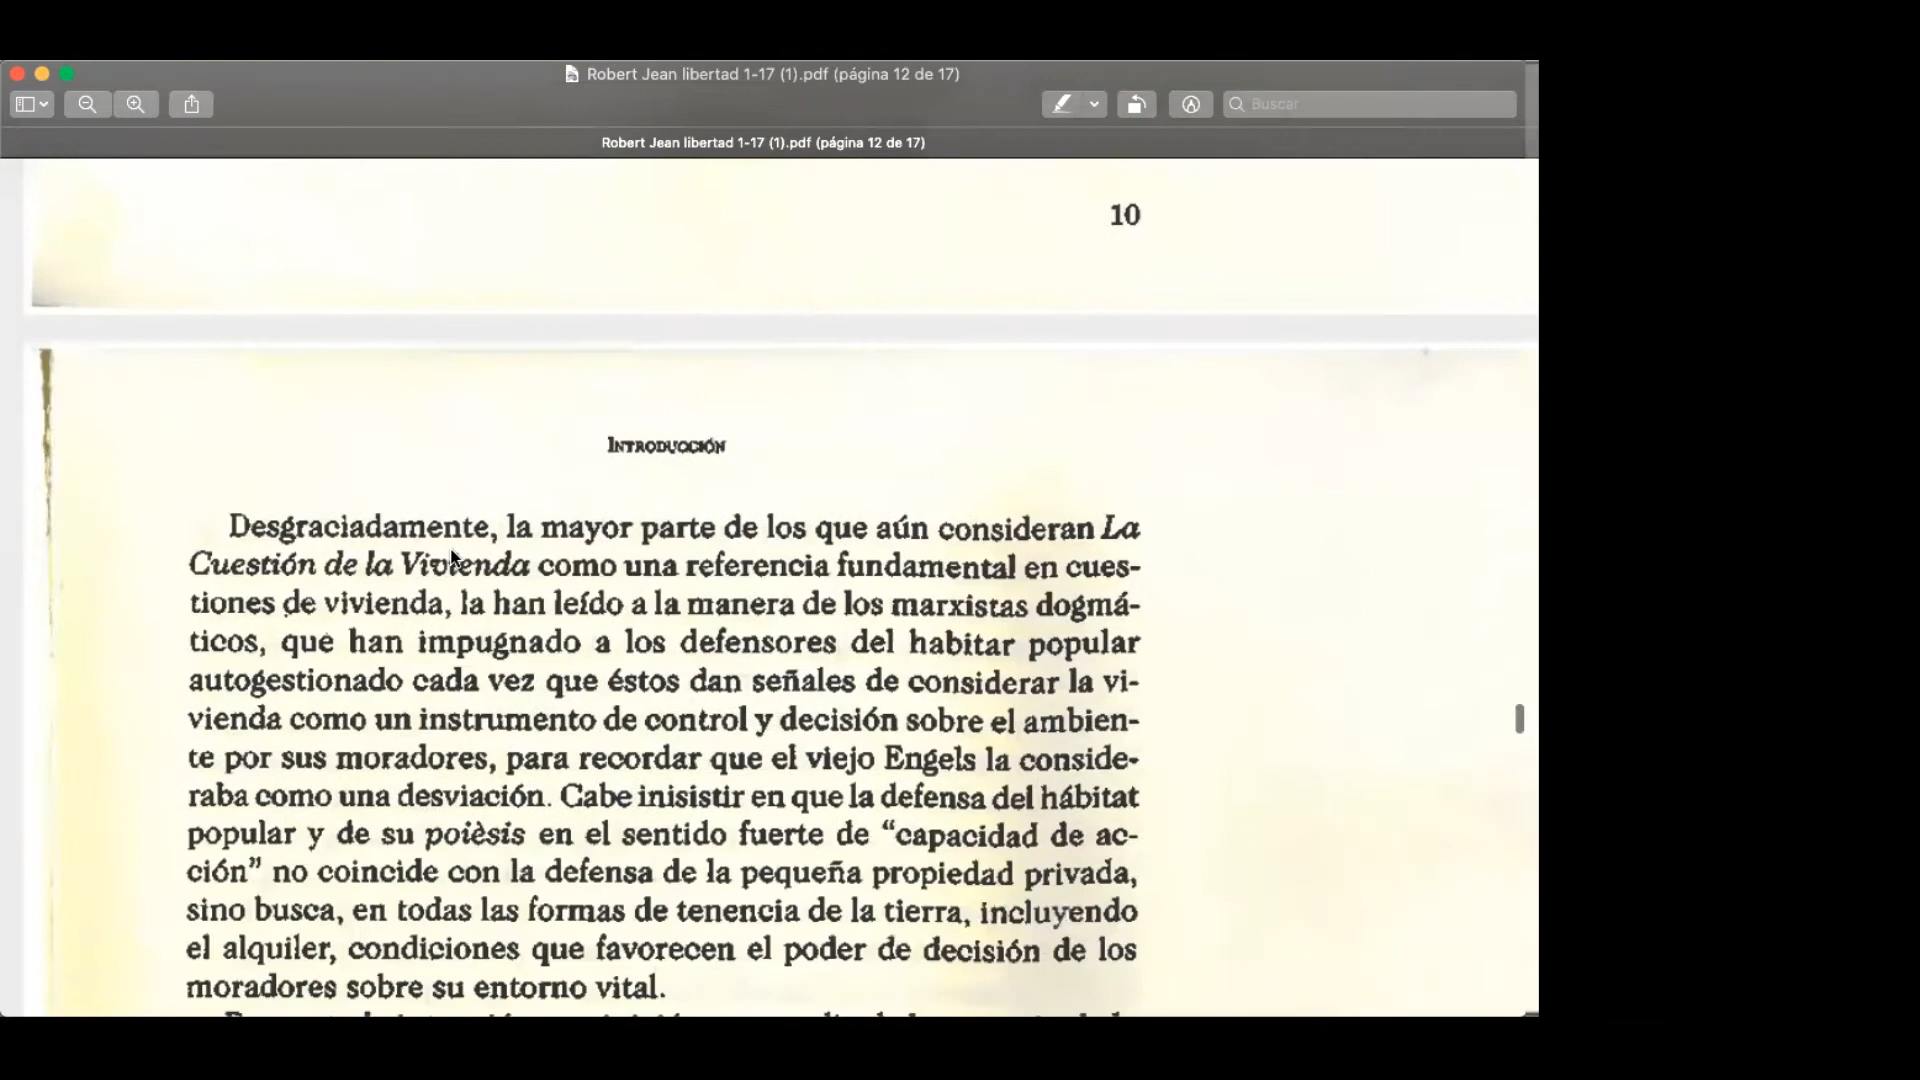 Robert Jean libertad 1-17 (1).pdf (página 12 de 17)
Buscar
Robert Jean libertad 1-17 (1).pdf (página 12 de 17)
10
Introducción
Desgraciadamente, la mayor parte de los que aún consideran La
Cuestión de la Vivienda como una referencia fundamental en cues-
tiones de vivienda, la han leído a la manera de los marxistas dogmá-
ticos, que han impugnado a los defensores del habitar popular
autogestionado cada vez que éstos dan señales de considerar la vi-
vienda como un instrumento de control y decisión sobre el ambien-
te por sus moradores, para recordar que el viejo Engels la conside-
raba como una desviación. Cabe inisistir en que la defensa del hábitat
popular y de su poièsis en el sentido fuerte de “capacidad de ac-
ción” no coincide con la defensa de la pequeña propiedad privada,
sino busca, en todas las formas de tenencia de la tierra, incluyendo
el alquiler, condiciones que favorecen el poder de decisión de los
moradores sobre su entorno vital.